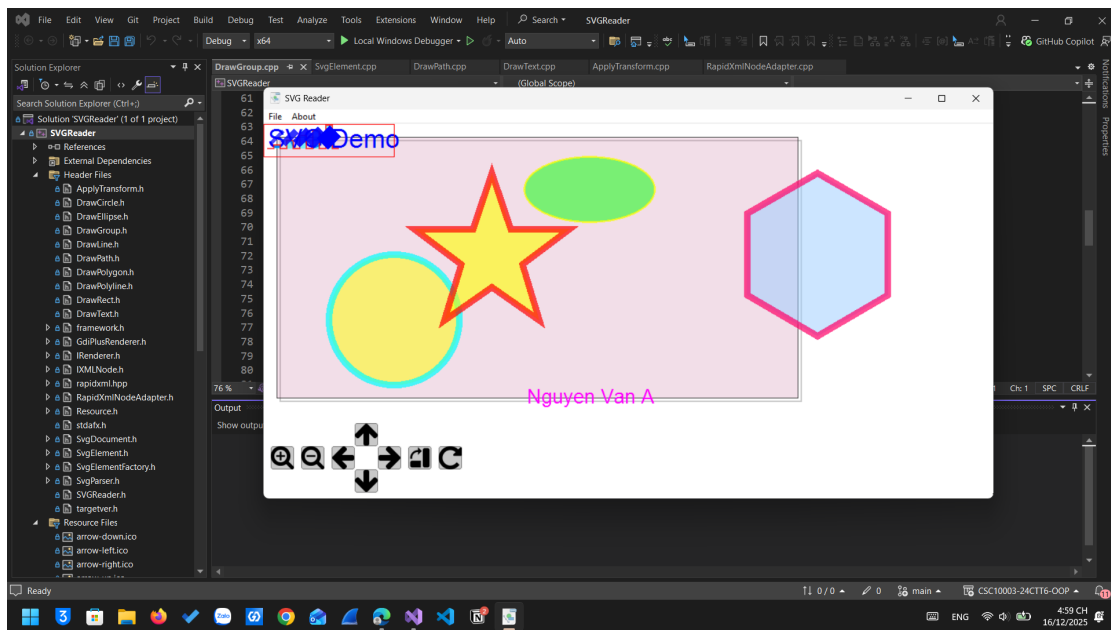 File Edit View Git Project Build Debug Test Analyze Tools Extensions Window Help Search SVGReader
Debug x64 Local Windows Debugger Auto GitHub Copilot
Solution Explorer
Search Solution Explorer (Ctrl+;)
Solution 'SVGReader' (1 of 1 project)
SVGReader
References
External Dependencies
Header Files
ApplyTransform.h
DrawCircle.h
DrawEllipse.h
DrawGroup.h
DrawLine.h
DrawPath.h
DrawPolygon.h
DrawPolyline.h
DrawRect.h
DrawText.h
framework.h
GdiPlusRenderer.h
IRenderer.h
IXMLNode.h
rapidxml.hpp
RapidXmlNodeAdapter.h
Resource.h
stdafx.h
SvgDocument.h
SvgElement.h
SvgElementFactory.h
SvgParser.h
SVGReader.h
targetver.h
Resource Files
arrow-down.ico
arrow-left.ico
arrow-right.ico
DrawGroup.cpp SvgElement.cpp DrawPath.cpp DrawText.cpp ApplyTransform.cpp RapidXmlNodeAdapter.cpp
SVGReader (Global Scope)
61
62
63
64
65
66
67
68
69
70
71
72
73
74
75
76
77
78
79
80
SVG Reader
File About
SVG Demo
Nguyen Van A
76 % Ch: 1 SPC CRLF
Output
Show outpu
Notifications
Properties
Ready 0 / 0 0 main CSC10003-24CTT6-OOP
Zalo
ENG 4:59 CH
16/12/2025